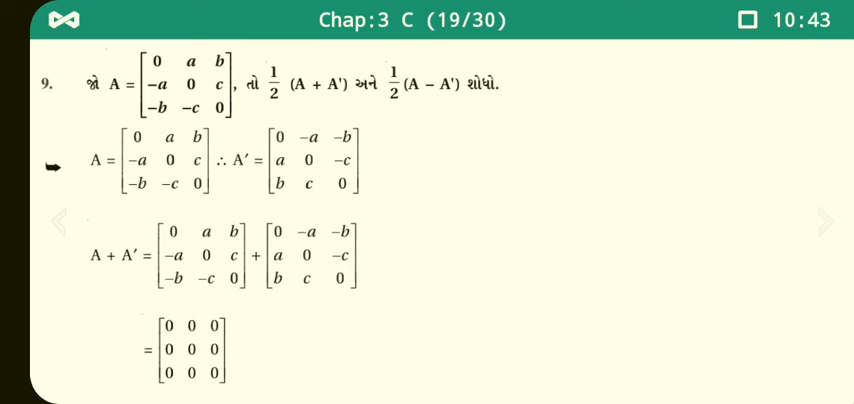 Chap:3 C (19/30) 10:43
9. જો A = [0 a b; −a 0 c; −b −c 0], તો 1/2 (A + A') અને 1/2 (A − A') શોધો.
➥ A = [0 a b; −a 0 c; −b −c 0] ∴ A′ = [0 −a −b; a 0 −c; b c 0]
A + A′ = [0 a b; −a 0 c; −b −c 0] + [0 −a −b; a 0 −c; b c 0]
= [0 0 0; 0 0 0; 0 0 0]